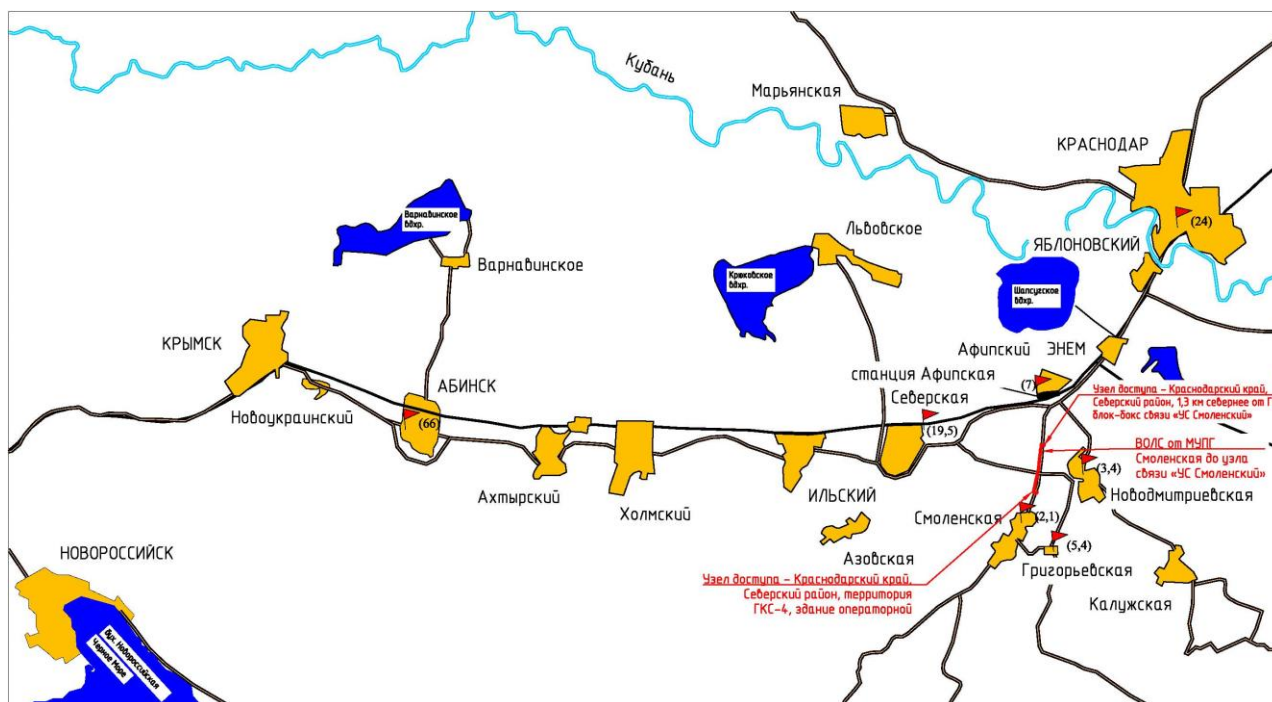 Кубань
Марьянская
КРАСНОДАР
(24)
Варнавинское
вдхр.
Варнавинское
Львовское
Крюковское
вдхр.
ЯБЛОНОВСКИЙ
Шапсугское
вдхр.
КРЫМСК
Афипский
ЭНЕМ
станция Афипская
(7)
Северская
(19,5)
АБИНСК
(66)
Новоукраинский
Узел доступа - Краснодарский край,
Северский район, 1,3 км севернее от Г
блок-бокс связи «УС Смоленский»
ВОЛС от МУПГ
Смоленская до узла
связи «УС Смоленский»
(3,4)
Новодмитриевская
Ахтырский
Холмский
ИЛЬСКИЙ
Смоленская
(2,1)
Азовская
(5,4)
Григорьевская
Калужская
НОВОРОССИЙСК
Узел доступа - Краснодарский край,
Северский район, территория
ГКС-4, здание операторной
бух. Новороссийская
Черное Море